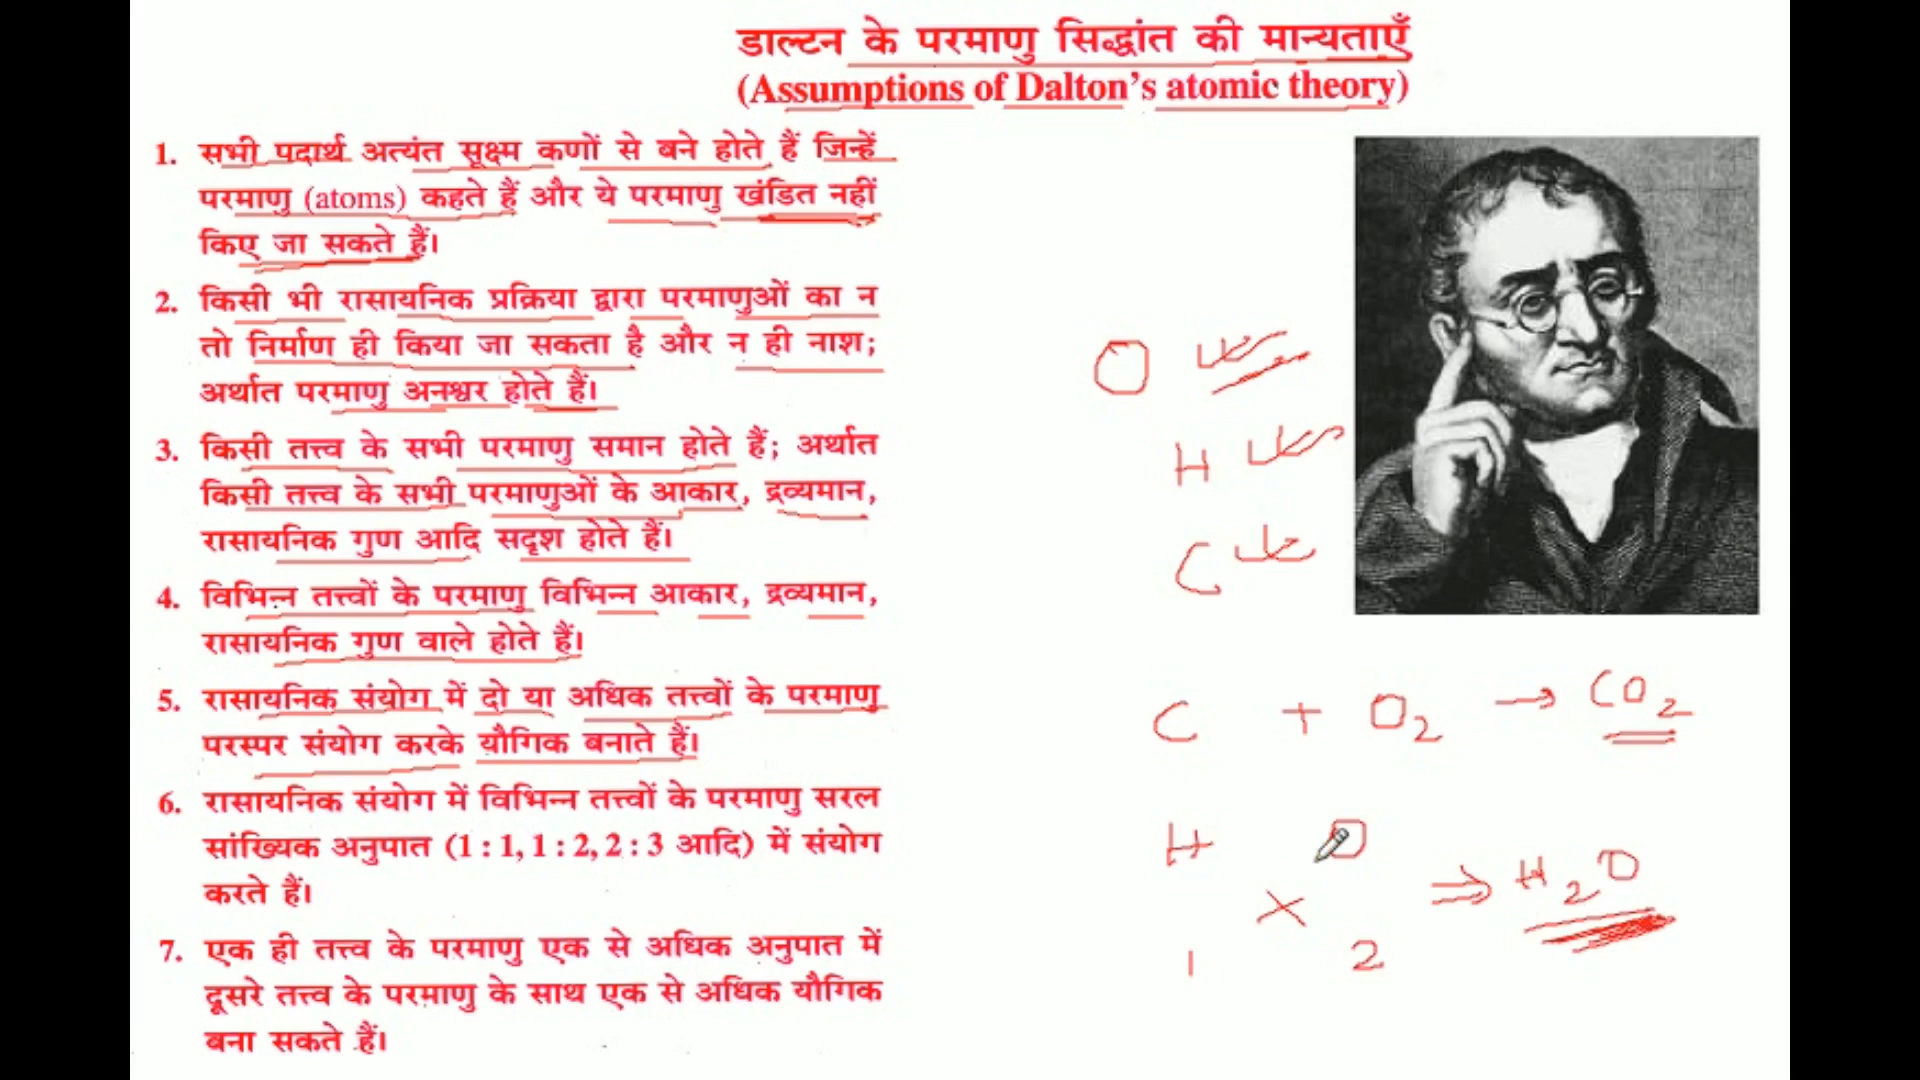 डाल्टन के परमाणु सिद्धांत की मान्यताएँ
(Assumptions of Dalton's atomic theory)
1. सभी पदार्थ अत्यंत सूक्ष्म कणों से बने होते हैं जिन्हें
परमाणु (atoms) कहते हैं और ये परमाणु खंडित नहीं
किए जा सकते हैं।
2. किसी भी रासायनिक प्रक्रिया द्वारा परमाणुओं का न
तो निर्माण ही किया जा सकता है और न ही नाश;
अर्थात परमाणु अनश्वर होते हैं।
3. किसी तत्त्व के सभी परमाणु समान होते हैं; अर्थात
किसी तत्त्व के सभी परमाणुओं के आकार, द्रव्यमान,
रासायनिक गुण आदि सदृश होते हैं।
4. विभिन्न तत्त्वों के परमाणु विभिन्न आकार, द्रव्यमान,
रासायनिक गुण वाले होते हैं।
5. रासायनिक संयोग में दो या अधिक तत्त्वों के परमाणु
परस्पर संयोग करके यौगिक बनाते हैं।
6. रासायनिक संयोग में विभिन्न तत्त्वों के परमाणु सरल
सांख्यिक अनुपात (1 : 1, 1 : 2, 2 : 3 आदि) में संयोग
करते हैं।
7. एक ही तत्त्व के परमाणु एक से अधिक अनुपात में
दूसरे तत्त्व के परमाणु के साथ एक से अधिक यौगिक
बना सकते हैं।
O
H
C
C + O2 → CO2
H O
X ⇒ H2O
1 2